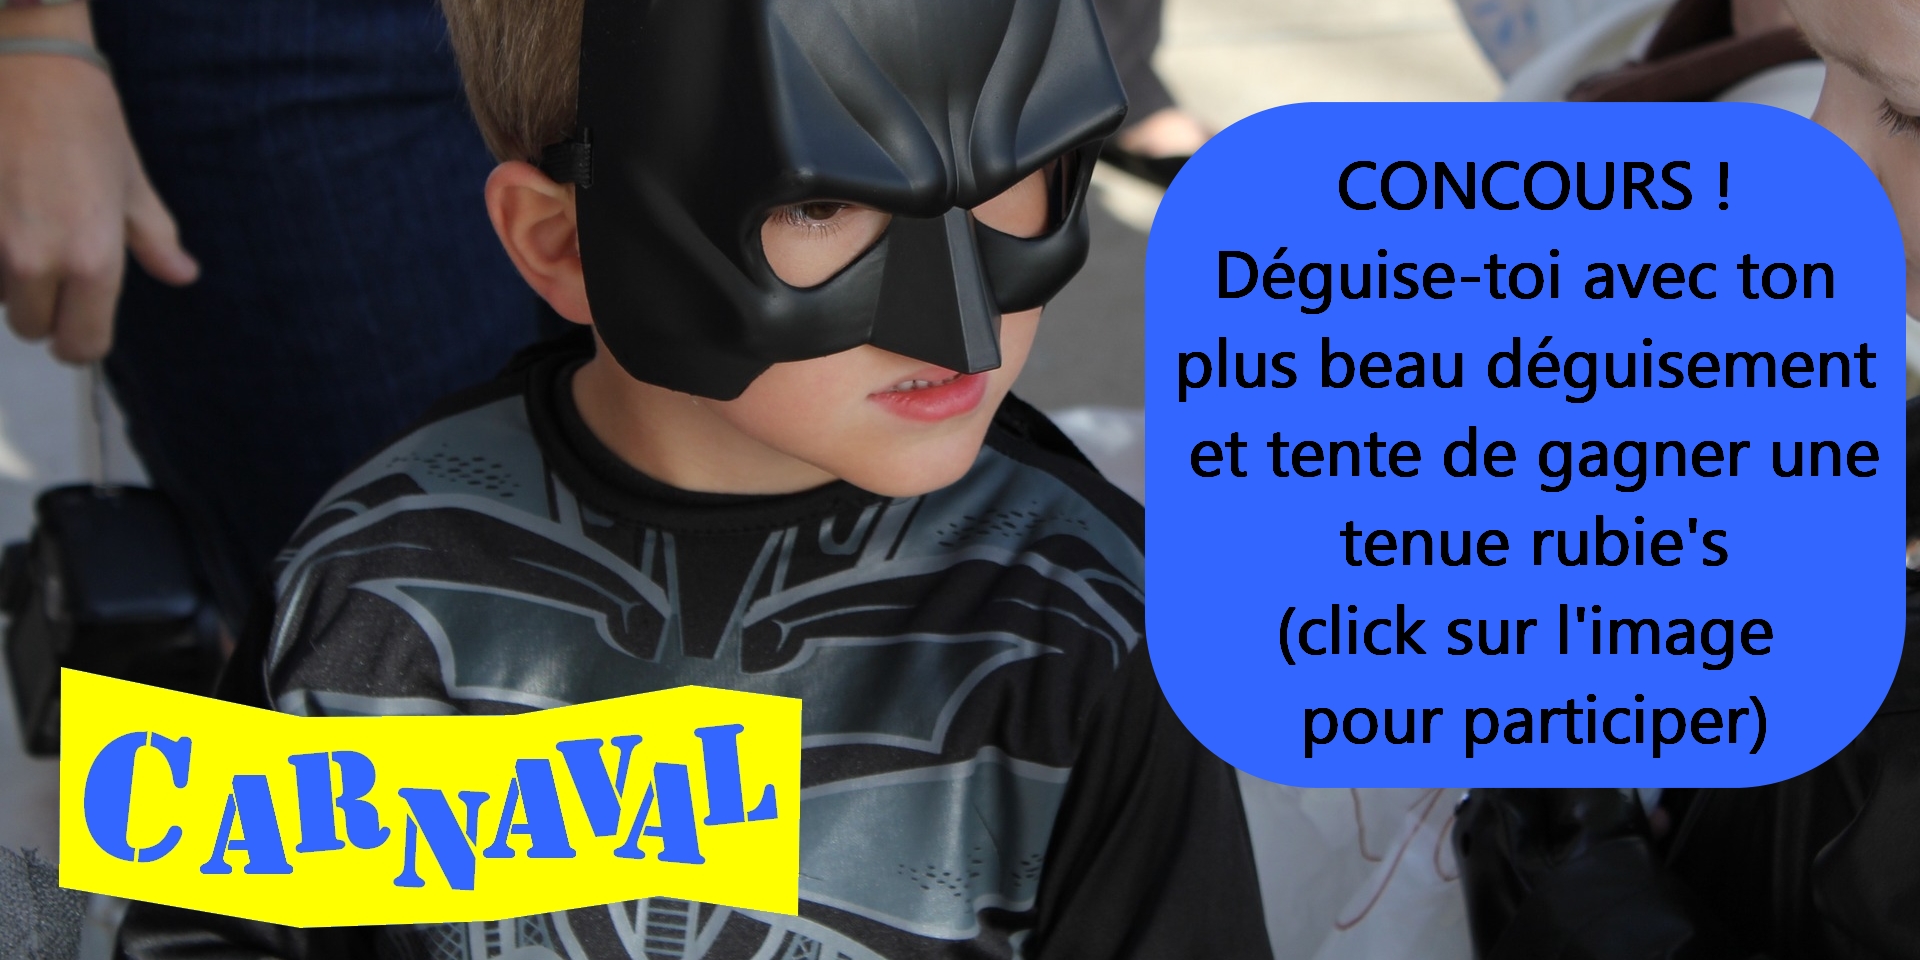 CONCOURS !
Déguise-toi avec ton
plus beau déguisement
et tente de gagner une
tenue rubie's
(click sur l'image
pour participer)
CARNAVAL